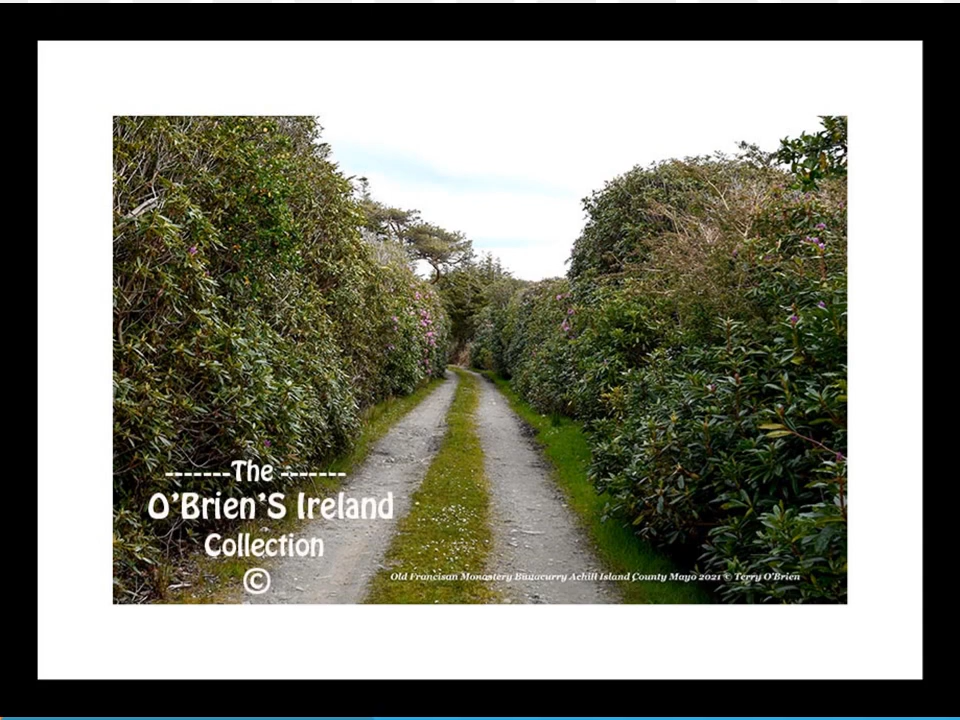 -------The -------
O'Brien'S Ireland
Collection
©
Old Francisan Monastery Bunacurry Achill Island County Mayo 2021 © Terry O'Brien